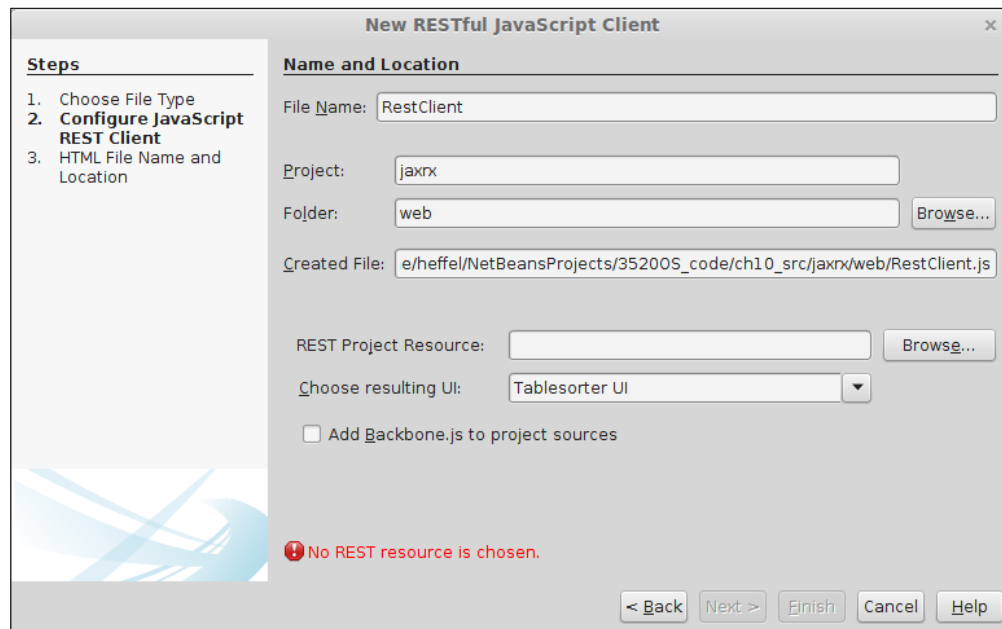 New RESTful JavaScript Client
Steps
1. Choose File Type
2. Configure JavaScript
REST Client
3. HTML File Name and
Location
Name and Location
File Name: RestClient
Project: jaxrx
Folder: web Browse...
Created File: e/heffel/NetBeansProjects/3520OS_code/ch10_src/jaxrx/web/RestClient.js
REST Project Resource: Browse...
Choose resulting UI: Tablesorter UI
Add Backbone.js to project sources
No REST resource is chosen.
< Back Next > Finish Cancel Help